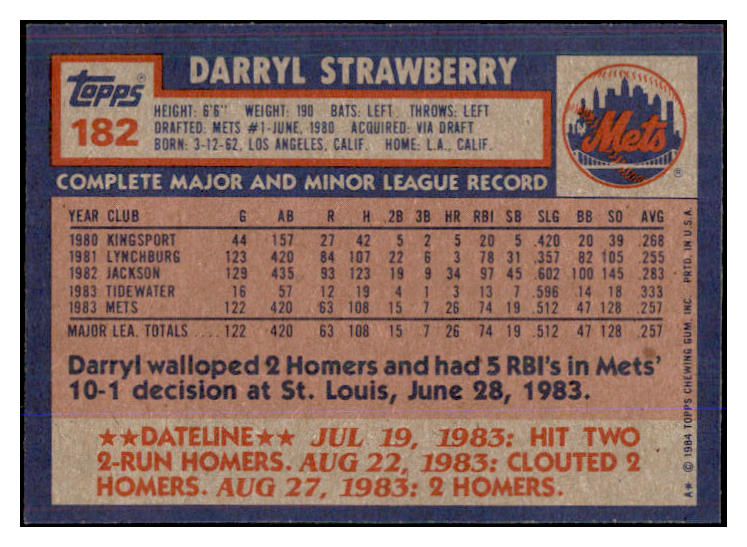 DARRYL STRAWBERRY
TOPPS®
182
HEIGHT: 6'6" WEIGHT: 190 BATS: LEFT THROWS: LEFT
DRAFTED: METS #1-JUNE, 1980 ACQUIRED: VIA DRAFT
BORN: 3-12-62, LOS ANGELES, CALIF. HOME: L.A., CALIF.
Mets
®
COMPLETE MAJOR AND MINOR LEAGUE RECORD
YEAR CLUB G AB R H 2B 3B HR RBI SB SLG BB SO AVG
1980 KINGSPORT 44 157 27 42 5 2 5 20 5 .420 20 39 .268
1981 LYNCHBURG 123 420 84 107 22 6 3 78 31 .357 82 105 .255
1982 JACKSON 129 435 93 123 19 9 34 97 45 .602 100 145 .283
1983 TIDEWATER 16 57 12 19 4 1 3 13 7 .596 14 18 .333
1983 METS 122 420 63 108 15 7 26 74 19 .512 47 128 .257
MAJOR LEA. TOTALS .... 122 420 63 108 15 7 26 74 19 .512 47 128 .257
Darryl walloped 2 Homers and had 5 RBI's in Mets'
10-1 decision at St. Louis, June 28, 1983.
★★DATELINE★★ JUL 19, 1983: HIT TWO
2-RUN HOMERS. AUG 22, 1983: CLOUTED 2
HOMERS. AUG 27, 1983: 2 HOMERS.
A* © 1984 TOPPS CHEWING GUM, INC. PRTD. IN U.S.A.